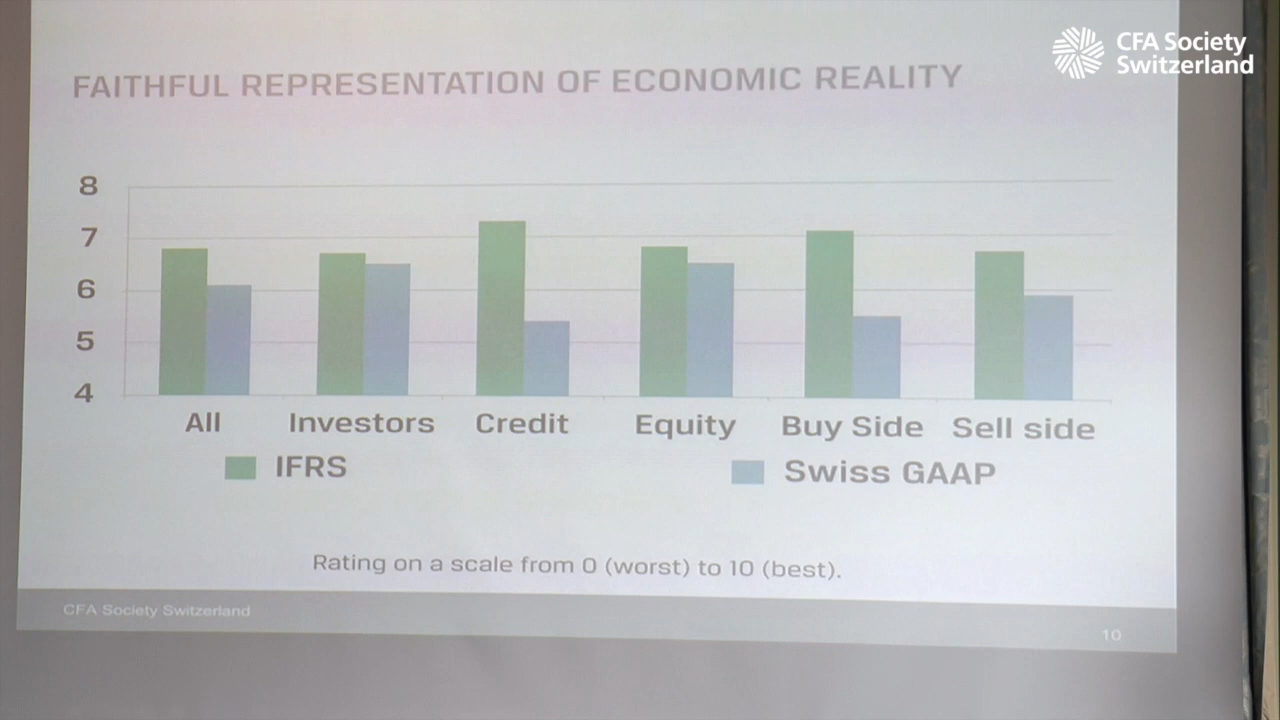 CFA Society
Switzerland
FAITHFUL REPRESENTATION OF ECONOMIC REALITY
8
7
6
5
4
All Investors Credit Equity Buy Side Sell side
IFRS Swiss GAAP
Rating on a scale from 0 (worst) to 10 (best).
CFA Society Switzerland
10